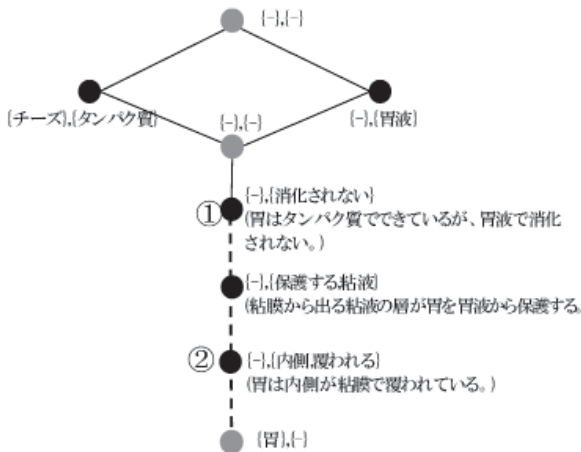 {-},{-}
{チーズ},{タンパク質}
{-},{-}
{-},{胃液}
①
{-},{消化されない}
(胃はタンパク質でできているが、胃液で消化
されない。)
{-},{保護する,粘液}
(粘膜から出る粘液の層が胃を胃液から保護する。
②
{-},{内側,覆われる}
(胃は内側が粘膜で覆われている。)
{胃},{-}